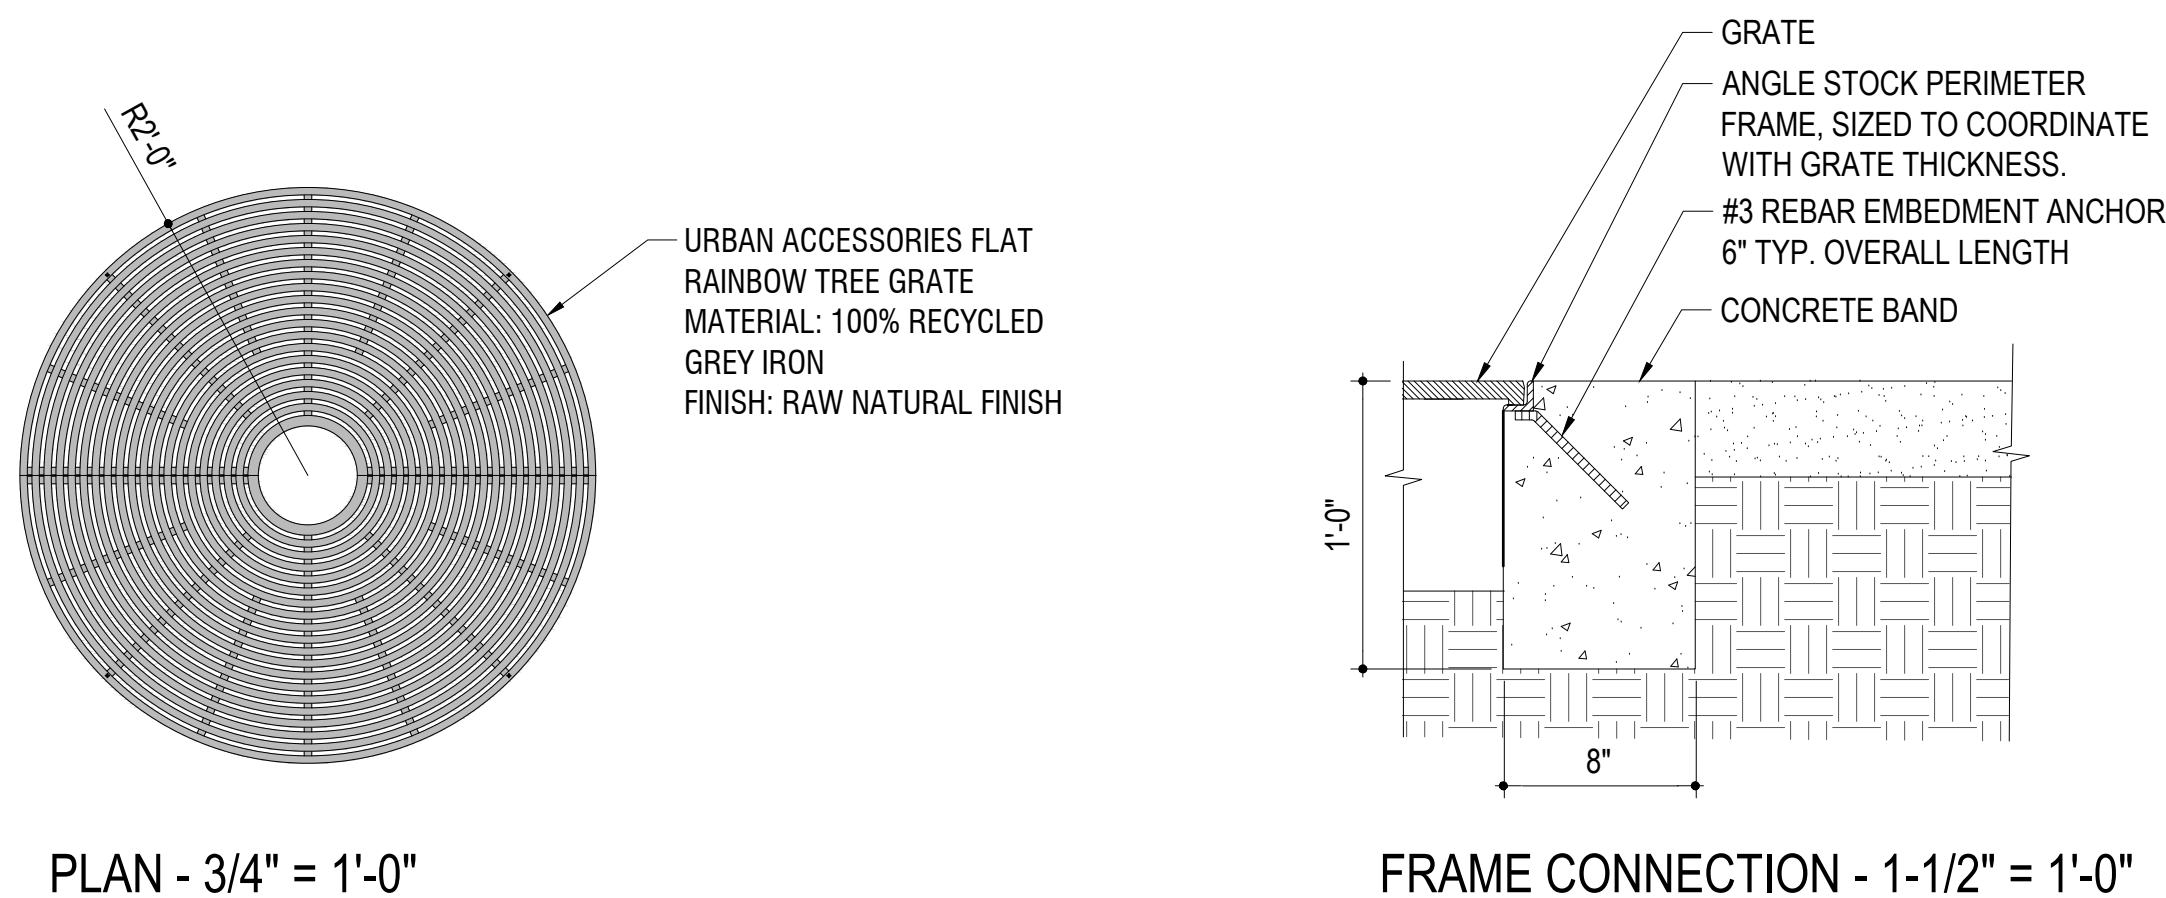 R2'-0"
URBAN ACCESSORIES FLAT
RAINBOW TREE GRATE
MATERIAL: 100% RECYCLED
GREY IRON
FINISH: RAW NATURAL FINISH
PLAN - 3/4" = 1'-0"
GRATE
ANGLE STOCK PERIMETER
FRAME, SIZED TO COORDINATE
WITH GRATE THICKNESS.
#3 REBAR EMBEDMENT ANCHOR
6" TYP. OVERALL LENGTH
CONCRETE BAND
1'-0"
8"
FRAME CONNECTION - 1-1/2" = 1'-0"